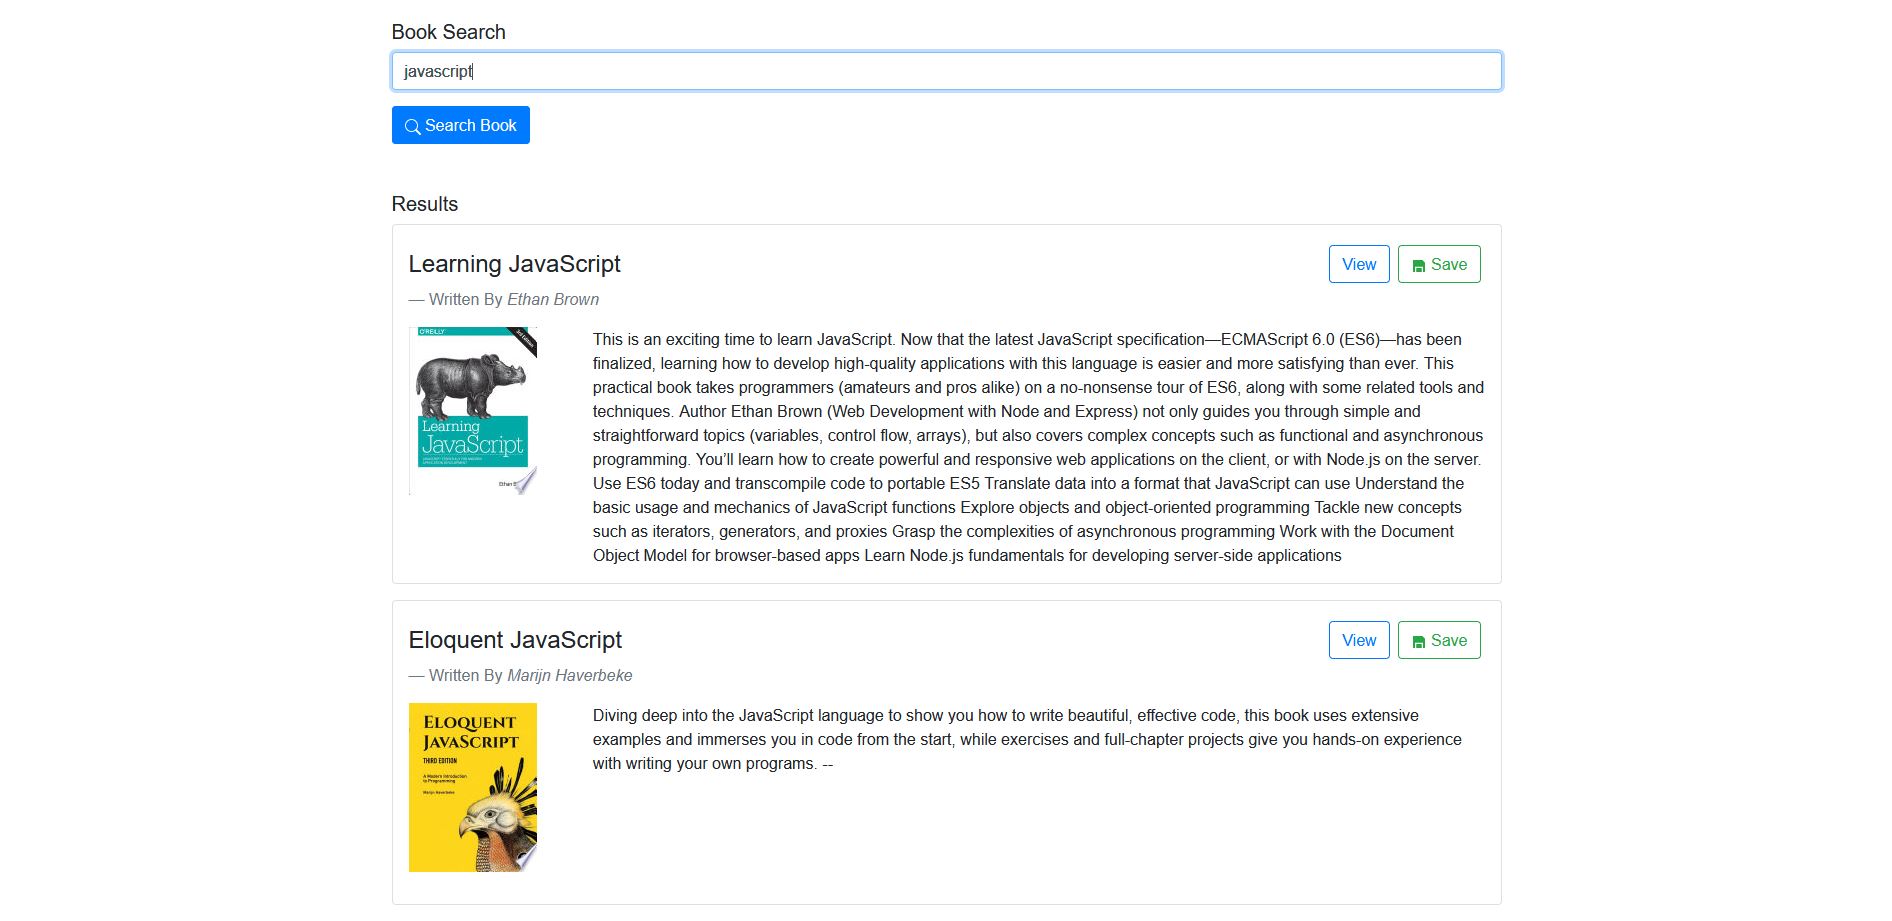 Book Search
javascript
Search Book
Results
Learning JavaScript
View
Save
— Written By Ethan Brown
O'REILLY'
3rd Edition
Learning
JavaScript
This is an exciting time to learn JavaScript. Now that the latest JavaScript specification—ECMAScript 6.0 (ES6)—has been
finalized, learning how to develop high-quality applications with this language is easier and more satisfying than ever. This
practical book takes programmers (amateurs and pros alike) on a no-nonsense tour of ES6, along with some related tools and
techniques. Author Ethan Brown (Web Development with Node and Express) not only guides you through simple and
straightforward topics (variables, control flow, arrays), but also covers complex concepts such as functional and asynchronous
programming. You’ll learn how to create powerful and responsive web applications on the client, or with Node.js on the server.
Use ES6 today and transcompile code to portable ES5 Translate data into a format that JavaScript can use Understand the
basic usage and mechanics of JavaScript functions Explore objects and object-oriented programming Tackle new concepts
such as iterators, generators, and proxies Grasp the complexities of asynchronous programming Work with the Document
Object Model for browser-based apps Learn Node.js fundamentals for developing server-side applications
Eloquent JavaScript
View
Save
— Written By Marijn Haverbeke
ELOQUENT
JAVASCRIPT
THIRD EDITION
A Modern Introduction
to Programming
Marijn Haverbeke
Diving deep into the JavaScript language to show you how to write beautiful, effective code, this book uses extensive
examples and immerses you in code from the start, while exercises and full-chapter projects give you hands-on experience
with writing your own programs. --